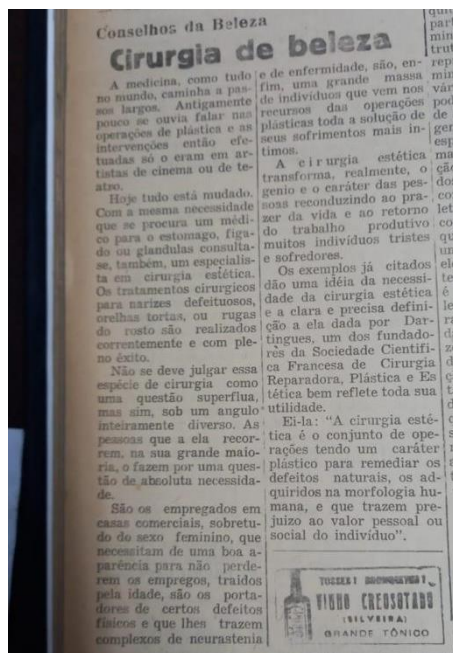 Conselhos da Beleza
Cirurgia de beleza
A medicina, como tudo
no mundo, caminha a pas-
sos largos. Antigamente
pouco se ouvia falar nas
operações de plástica e as
intervenções então efe-
tuadas só o eram em ar-
tistas de cinema ou de te-
atro.
Hoje tudo está mudado.
Com a mesma necessidade
que se procura um médi-
co para o estomago, figa-
do ou glandulas consulta-
se, também, um especialis-
ta em cirurgia estética.
Os tratamentos cirurgicos
para narizes defeituosos,
orelhas tortas, ou rugas
do rosto são realizados
correntemente e com ple-
no êxito.
Não se deve julgar essa
espécie de cirurgia como
uma questão superflua,
mas sim, sob um angulo
inteiramente diverso. As
pessoas que a ela recor-
rem, na sua grande maio-
ria, o fazem por uma ques-
tão de absoluta necessida-
de.
São os empregados em
casas comerciais, sobretu-
do do sexo feminino, que
necessitam de uma boa a-
parência para não perde-
rem os empregos, traidos
pela idade, são os porta-
dores de certos defeitos
físicos e que lhes trazem
complexos de neurastenia
e de enfermidade, são, en-
fim, uma grande massa
de indivíduos que vem nos
recursos das operações
plásticas toda a solução de
seus sofrimentos mais in-
timos.
A cirurgia estética
transforma, realmente, o
genio e o caráter das pes-
soas reconduzindo ao pra-
zer da vida e ao retorno
do trabalho produtivo
muitos indivíduos tristes
e sofredores.
Os exemplos já citados
dão uma idéia da necessi-
dade da cirurgia estética
e a clara e precisa defini-
ção a ela dada por Dar-
tingues, um dos fundado-
rès da Sociedade Cientifi-
ca Francesa de Cirurgia
Reparadora, Plástica e Es
tética bem reflete toda sua
utilidade.
Ei-la: "A cirurgia esté-
tica é o conjunto de ope-
rações tendo um caráter
plástico para remediar os
defeitos naturais, os ad-
quiridos na morfologia hu-
mana, e que trazem pre-
juizo ao valor pessoal ou
social do indivíduo".
TOSSES! BRONQUITES!
VINHO CREOSOTADO
(SILVEIRA)
GRANDE TÔNICO